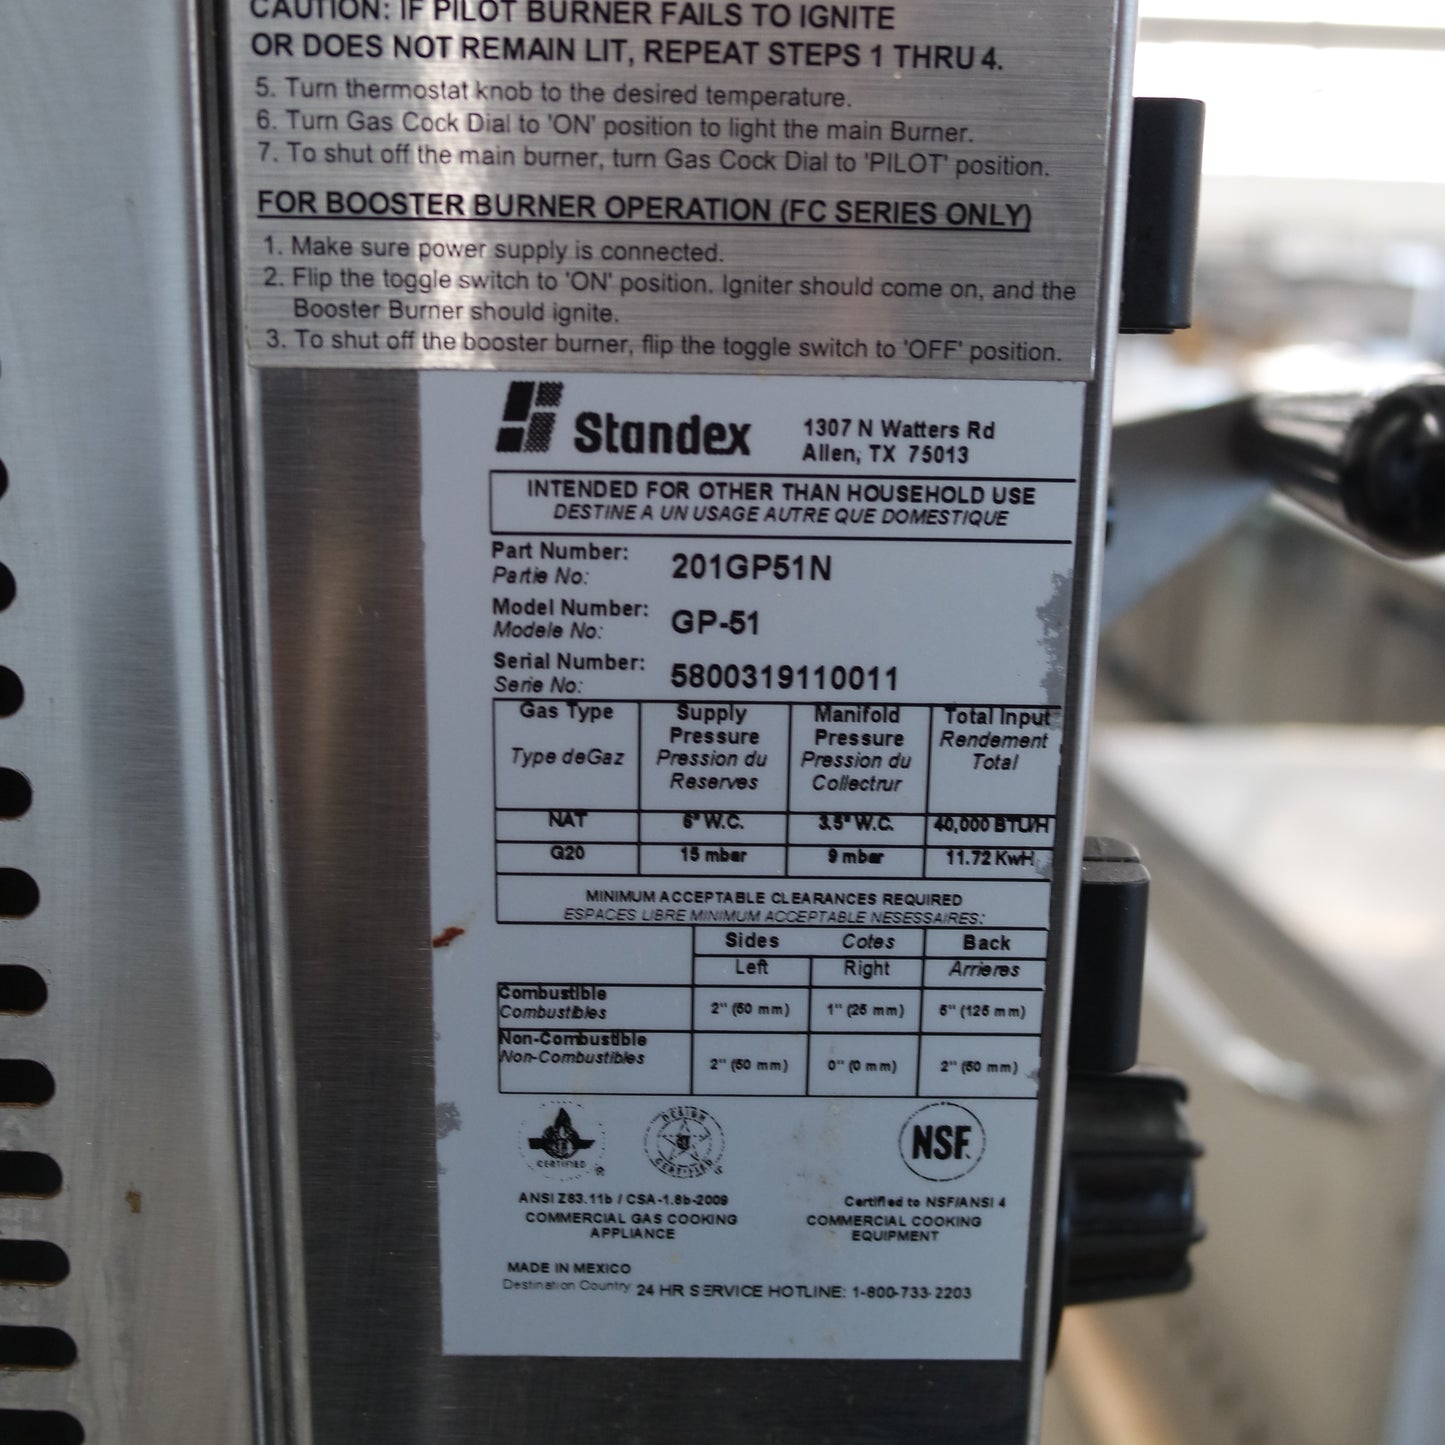 CAUTION: IF PILOT BURNER FAILS TO IGNITE
OR DOES NOT REMAIN LIT, REPEAT STEPS 1 THRU 4.
5. Turn thermostat knob to the desired temperature.
6. Turn Gas Cock Dial to 'ON' position to light the main Burner.
7. To shut off the main burner, turn Gas Cock Dial to 'PILOT' position.
FOR BOOSTER BURNER OPERATION (FC SERIES ONLY)
1. Make sure power supply is connected.
2. Flip the toggle switch to 'ON' position. Igniter should come on, and the
Booster Burner should ignite.
3. To shut off the booster burner, flip the toggle switch to 'OFF' position.
Standex
1307 N Watters Rd
Allen, TX 75013
INTENDED FOR OTHER THAN HOUSEHOLD USE
DESTINE A UN USAGE AUTRE QUE DOMESTIQUE
Part Number: 201GP51N
Partie No:
Model Number: GP-51
Modele No:
Serial Number: 5800319110011
Serie No:
Gas Type Supply Manifold Total Input
Pressure Pressure Rendement
Type deGaz Pression du Pression du Total
Reserves Collectrur
NAT 6" W.C. 3.5" W.C. 40,000 BTU/H
G20 15 mbar 9 mbar 11.72 KwH
MINIMUM ACCEPTABLE CLEARANCES REQUIRED
ESPACES LIBRE MINIMUM ACCEPTABLE NESESSAIRES:
Sides Cotes Back
Left Right Arrieres
Combustible
Combustibles 2" (50 mm) 1" (25 mm) 5" (125 mm)
Non-Combustible
Non-Combustibles 2" (50 mm) 0" (0 mm) 2" (50 mm)
DESIGN
CERTIFIED CERTIFIED
NSF.
ANSI Z83.11b / CSA-1.8b-2009 Certified to NSF/ANSI 4
COMMERCIAL GAS COOKING COMMERCIAL COOKING
APPLIANCE EQUIPMENT
MADE IN MEXICO
Destination Country 24 HR SERVICE HOTLINE: 1-800-733-2203